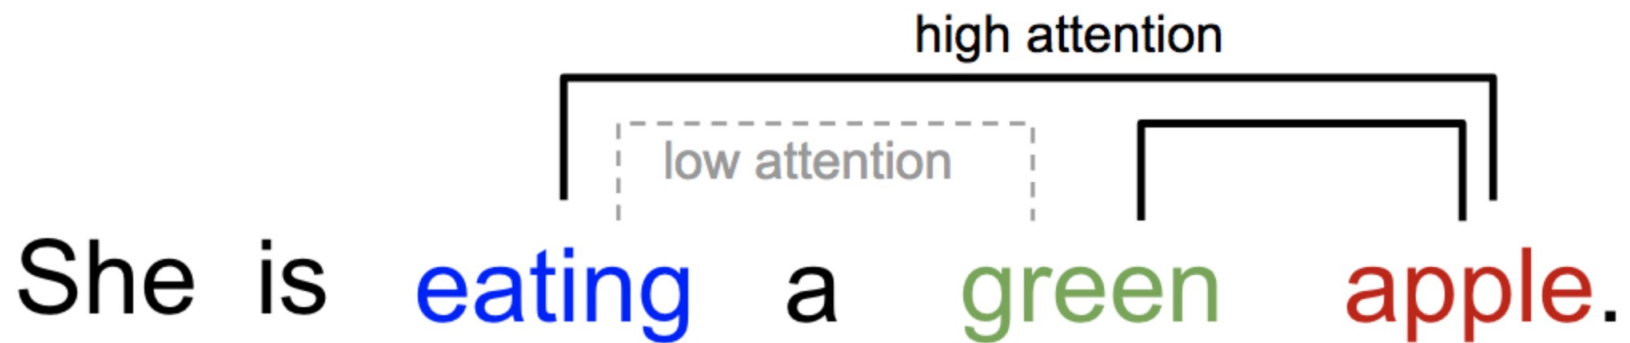 high attention
low attention
She is eating a green apple.